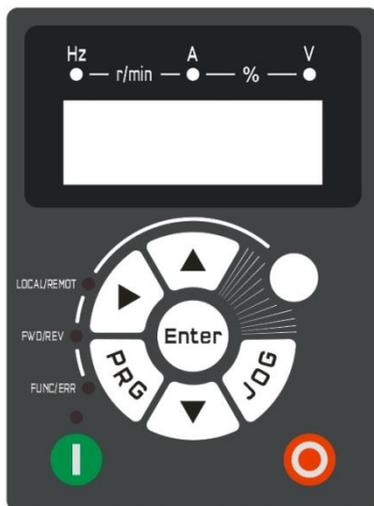 Hz A V
r/min %
LOCAL/REMOT
FWD/REV
Enter
PRG
JOG
FUNC/ERR